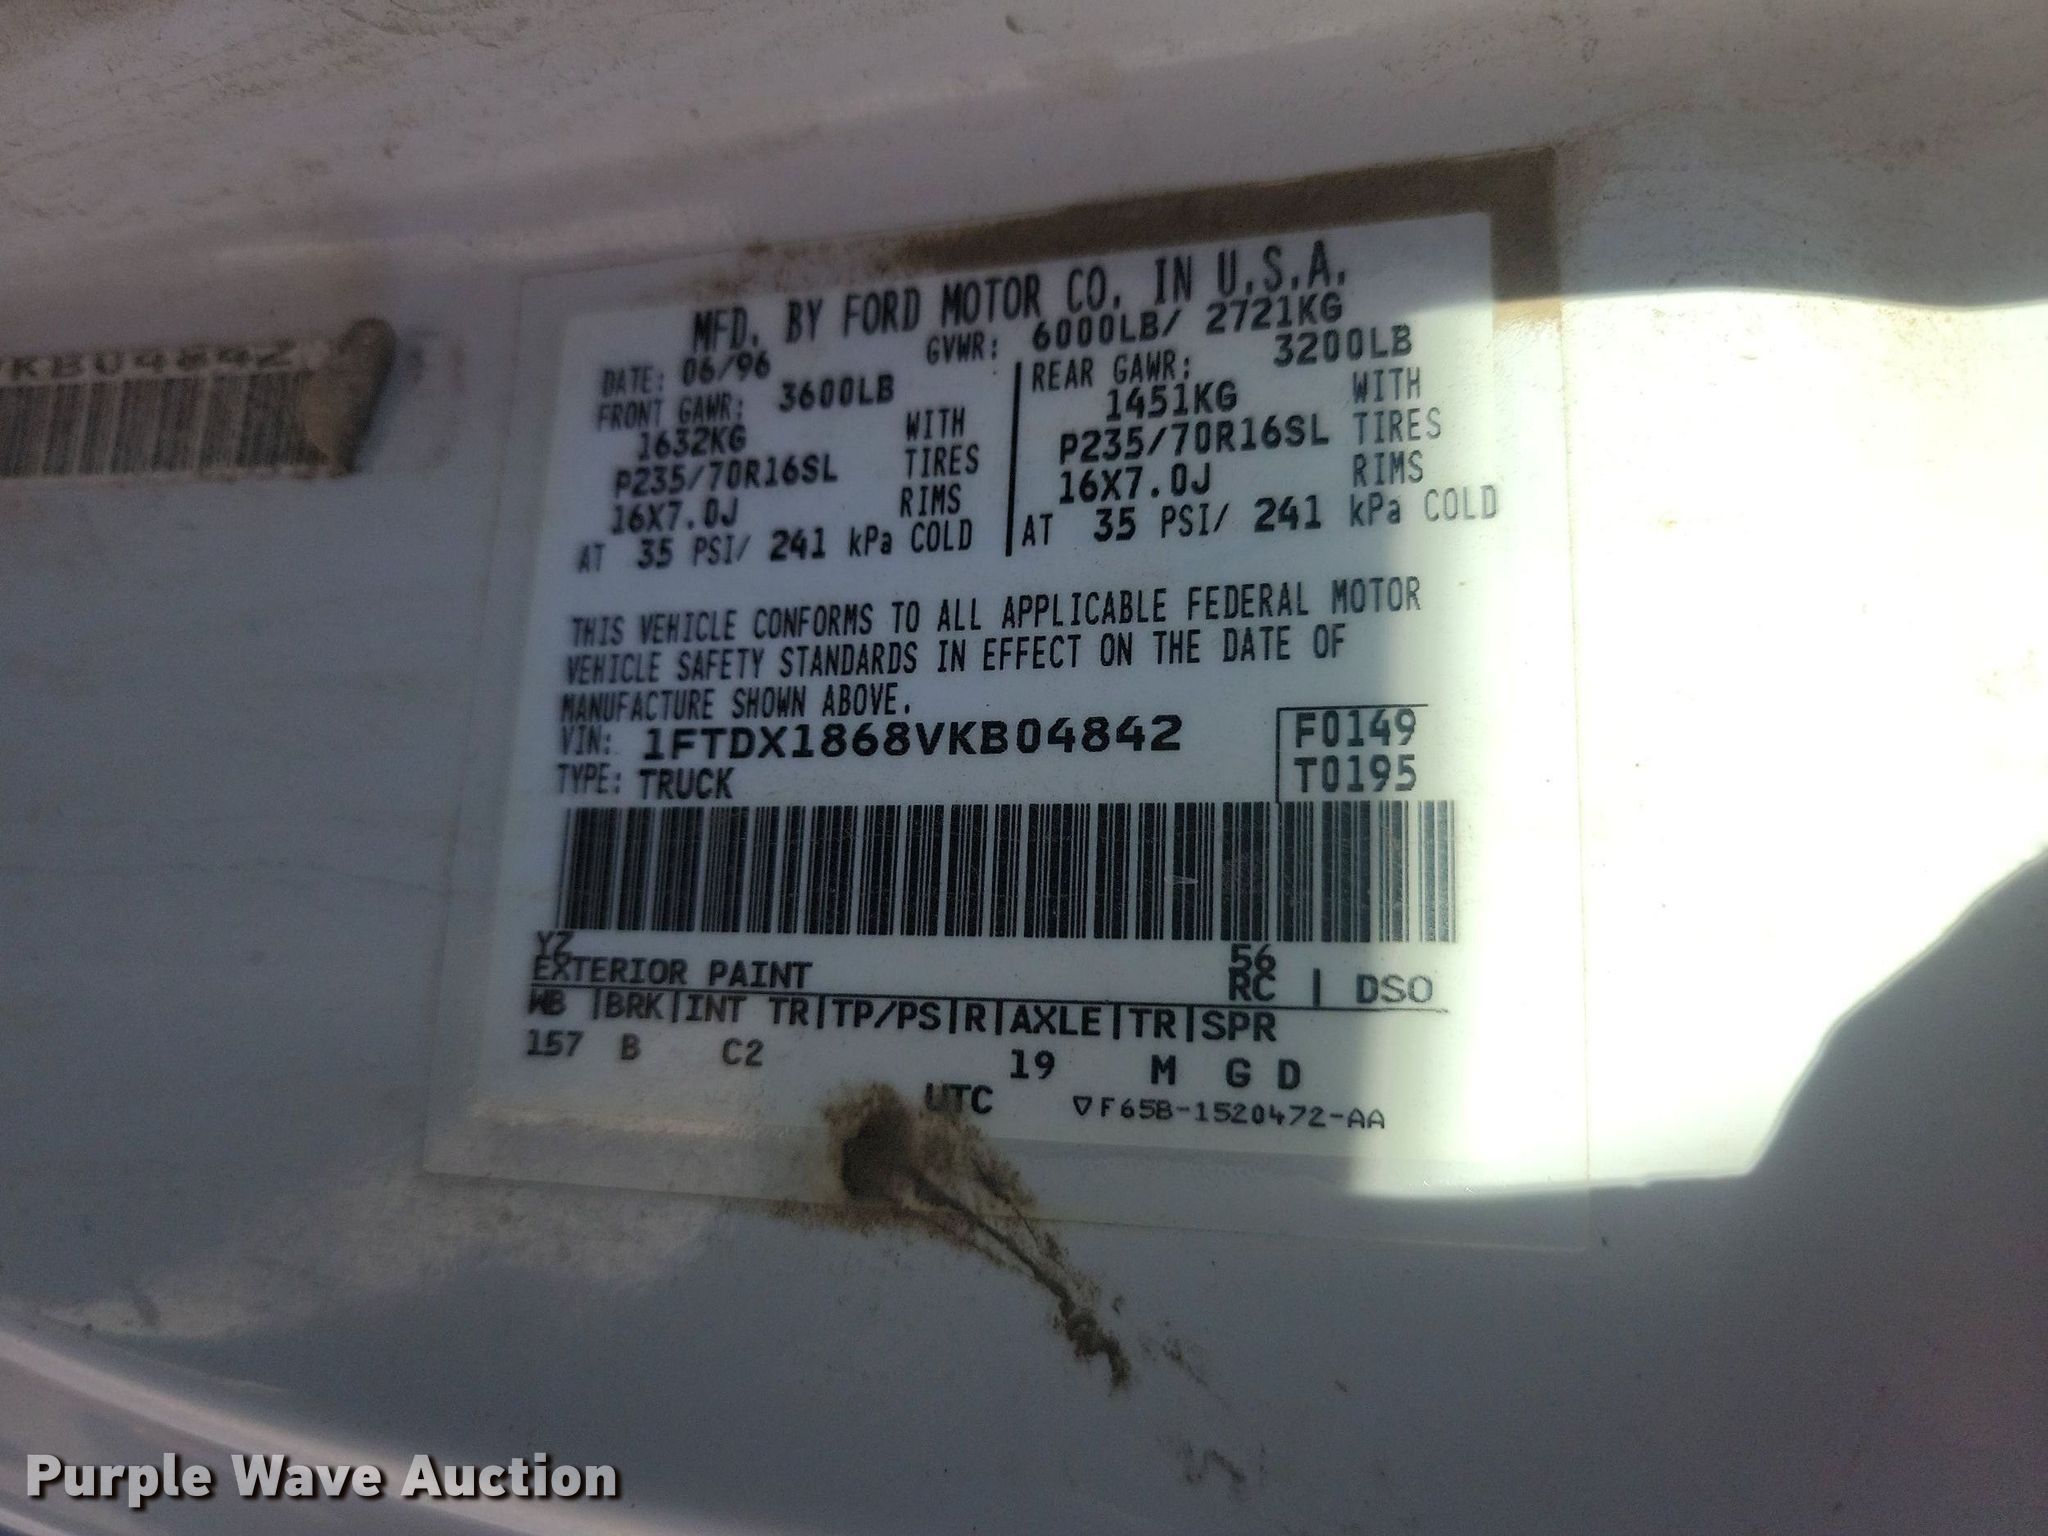 KB04842
MFD. BY FORD MOTOR CO. IN U.S.A.
DATE: 06/96 GVWR: 6000LB/ 2721KG
FRONT GAWR: 3600LB REAR GAWR: 3200LB
1632KG WITH 1451KG WITH
P235/70R16SL TIRES P235/70R16SL TIRES
16X7.0J RIMS 16X7.0J RIMS
AT 35 PSI/ 241 kPa COLD AT 35 PSI/ 241 kPa COLD
THIS VEHICLE CONFORMS TO ALL APPLICABLE FEDERAL MOTOR
VEHICLE SAFETY STANDARDS IN EFFECT ON THE DATE OF
MANUFACTURE SHOWN ABOVE.
VIN: 1FTDX1868VKB04842 F0149
TYPE: TRUCK T0195
YZ 56
EXTERIOR PAINT RC | DSO
WB |BRK|INT TR|TP/PS|R|AXLE|TR|SPR
157 B C2 19 M G D
UTC ▽F65B-1520472-AA
Purple Wave Auction